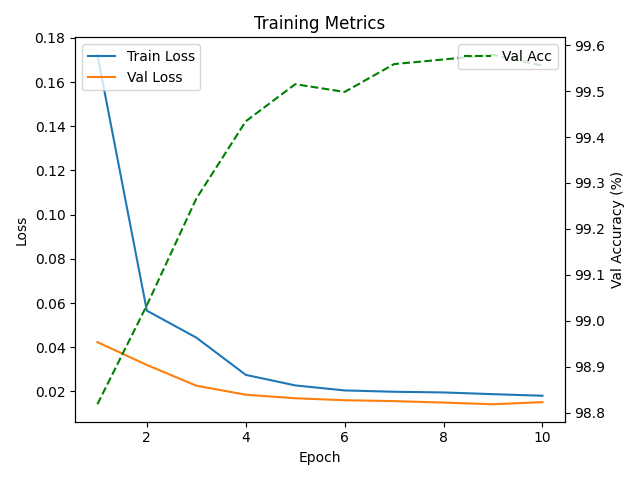 Training Metrics
Train Loss
Val Loss
Val Acc
0.18
0.16
0.14
0.12
0.10
0.08
0.06
0.04
0.02
Loss
99.6
99.5
99.4
99.3
99.2
99.1
99.0
98.9
98.8
Val Accuracy (%)
2 4 6 8 10
Epoch